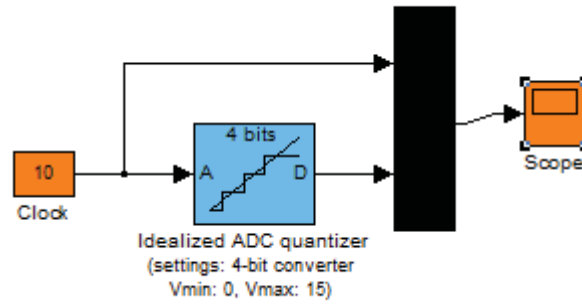 4 bits
10
A
D
Clock
Scope
Idealized ADC quantizer
(settings: 4-bit converter
Vmin: 0, Vmax: 15)